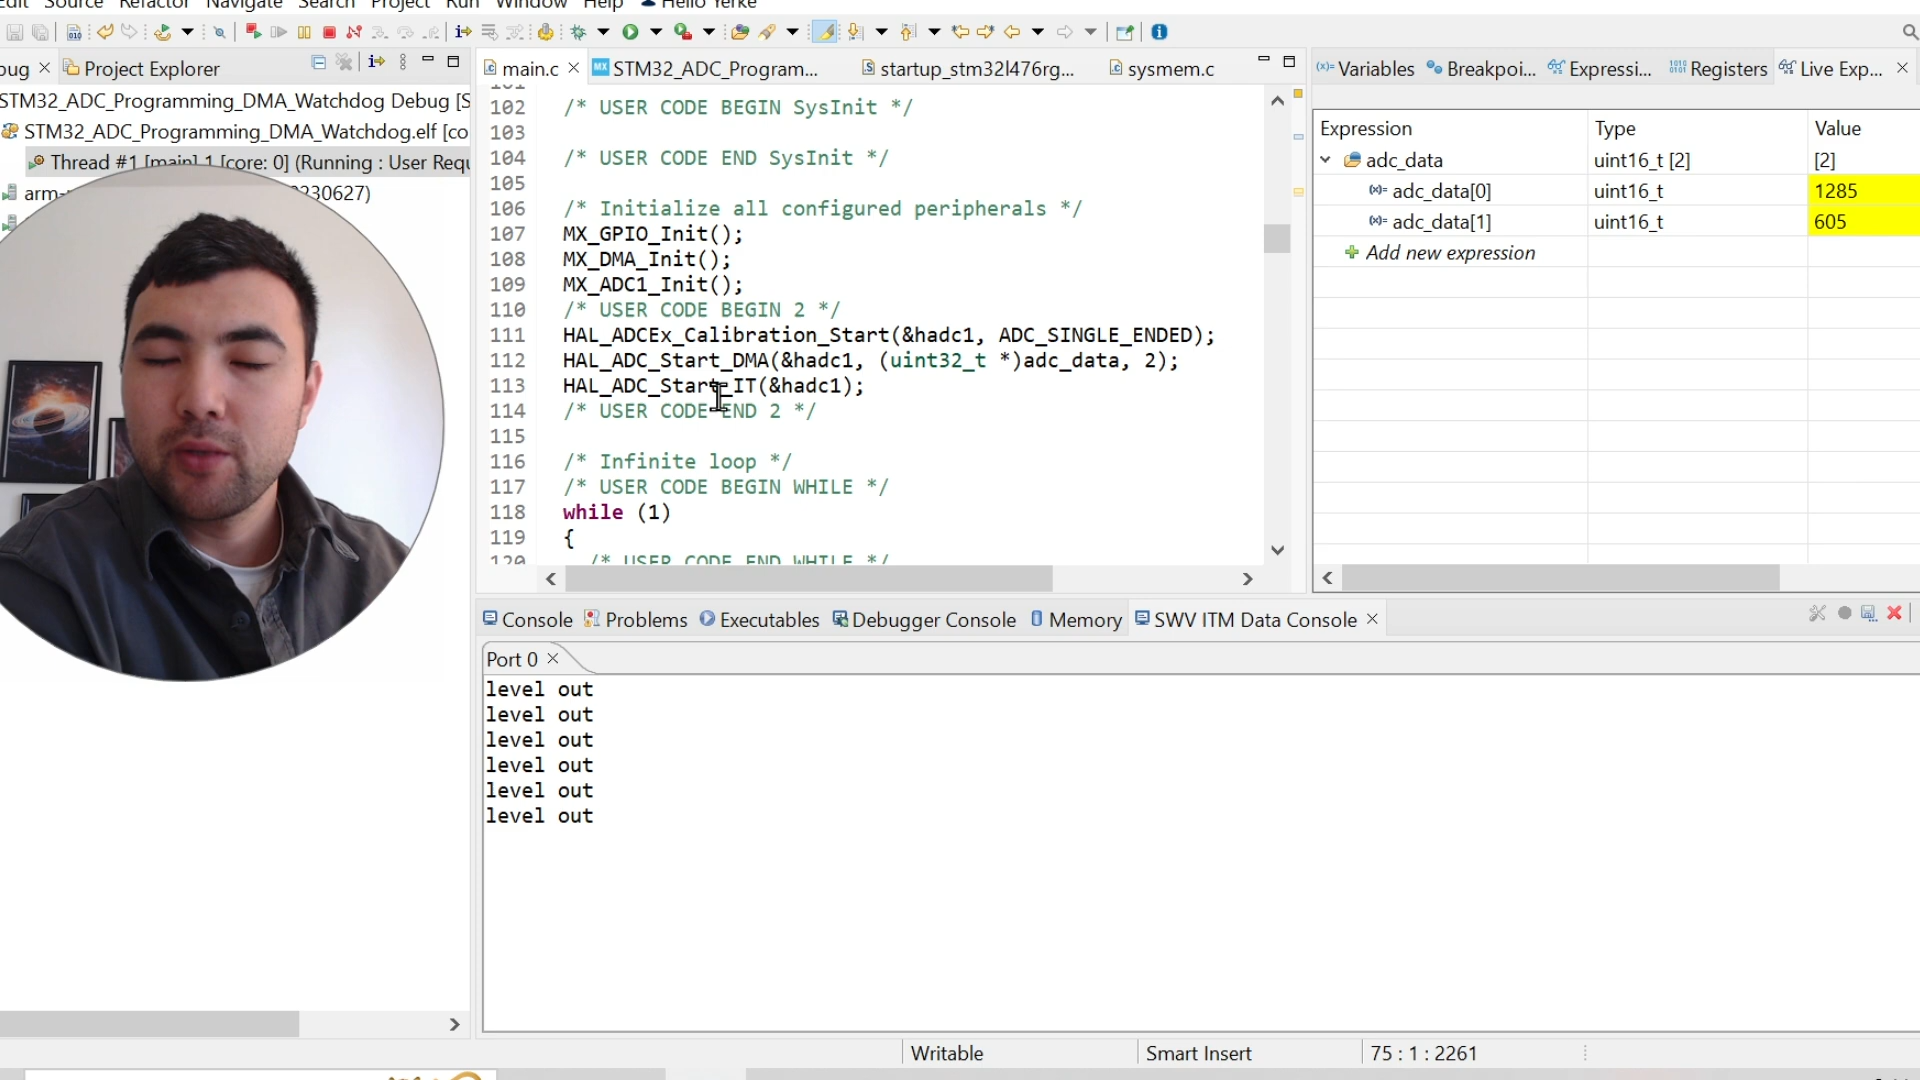 Edit Source Refactor Navigate Search Project Run Window Help Hello Yerke
Project Explorer
STM32_ADC_Programming_DMA_Watchdog Debug [S
STM32_ADC_Programming_DMA_Watchdog.elf [co
Thread #1 [main] 1 [core: 0] (Running : User Requ
230627)
main.c
MX STM32_ADC_Program...
startup_stm32l476rg...
sysmem.c
102 /* USER CODE BEGIN SysInit */
103
104 /* USER CODE END SysInit */
105
106 /* Initialize all configured peripherals */
107 MX_GPIO_Init();
108 MX_DMA_Init();
109 MX_ADC1_Init();
110 /* USER CODE BEGIN 2 */
111 HAL_ADCEx_Calibration_Start(&hadc1, ADC_SINGLE_ENDED);
112 HAL_ADC_Start_DMA(&hadc1, (uint32_t *)adc_data, 2);
113 HAL_ADC_Start_IT(&hadc1);
114 /* USER CODE END 2 */
115
116 /* Infinite loop */
117 /* USER CODE BEGIN WHILE */
118 while (1)
119 {
120 /* USER CODE END WHILE */
Variables Breakpoi... Expressi... Registers Live Exp...
Expression Type Value
adc_data uint16_t [2] [2]
adc_data[0] uint16_t 1285
adc_data[1] uint16_t 605
Add new expression
Console Problems Executables Debugger Console Memory SWV ITM Data Console
Port 0
level out
level out
level out
level out
level out
level out
Writable Smart Insert 75 : 1 : 2261